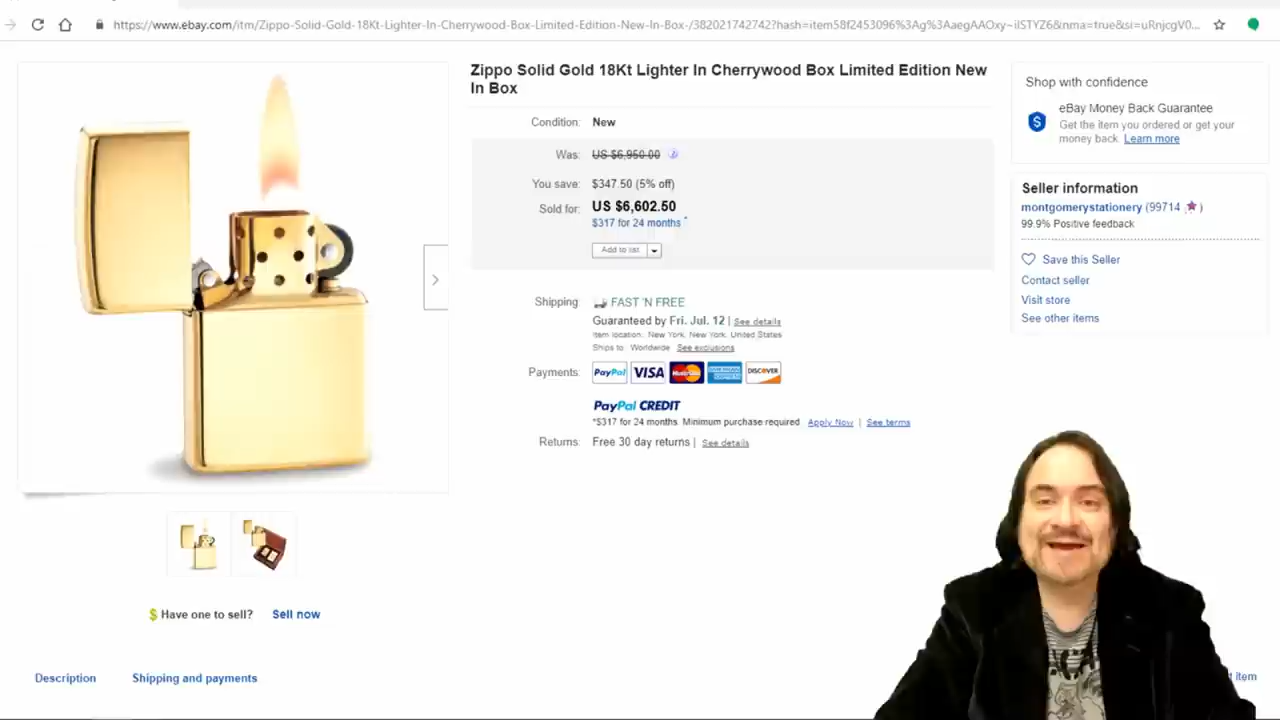 https://www.ebay.com/itm/Zippo-Solid-Gold-18Kt-Lighter-In-Cherrywood-Box-Limited-Edition-New-In-Box-/382021742742?hash=item58f2453096%3Ag%3AaegAAOxy~ilSTYZ6&nma=true&si=uRnjcgV0...
Zippo Solid Gold 18Kt Lighter In Cherrywood Box Limited Edition New
In Box
Condition: New
Was: US $6,950.00
You save: $347.50 (5% off)
Sold for: US $6,602.50
$317 for 24 months *
Add to list
Shipping: FAST 'N FREE
Guaranteed by Fri. Jul. 12 | See details
Item location: New York, New York, United States
Ships to: Worldwide See exclusions
Payments: PayPal VISA MasterCard AMERICAN EXPRESS DISCOVER
PayPal CREDIT
*$317 for 24 months. Minimum purchase required Apply Now | See terms
Returns: Free 30 day returns | See details
Shop with confidence
eBay Money Back Guarantee
Get the item you ordered or get your
money back. Learn more
Seller information
montgomerystationery (99714 )
99.9% Positive feedback
Save this Seller
Contact seller
Visit store
See other items
$ Have one to sell? Sell now
Description Shipping and payments
item